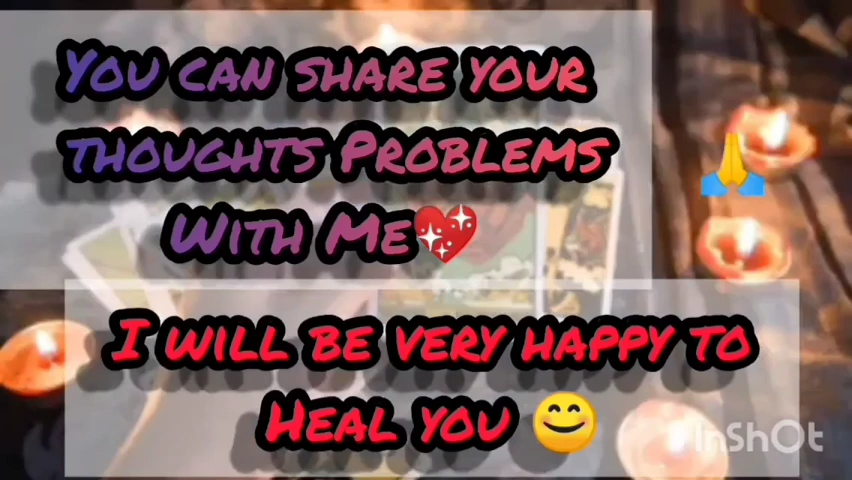 You can share your
thoughts Problems
With Me💖
🙏
I will be very happy to
Heal you 😊
InShOt